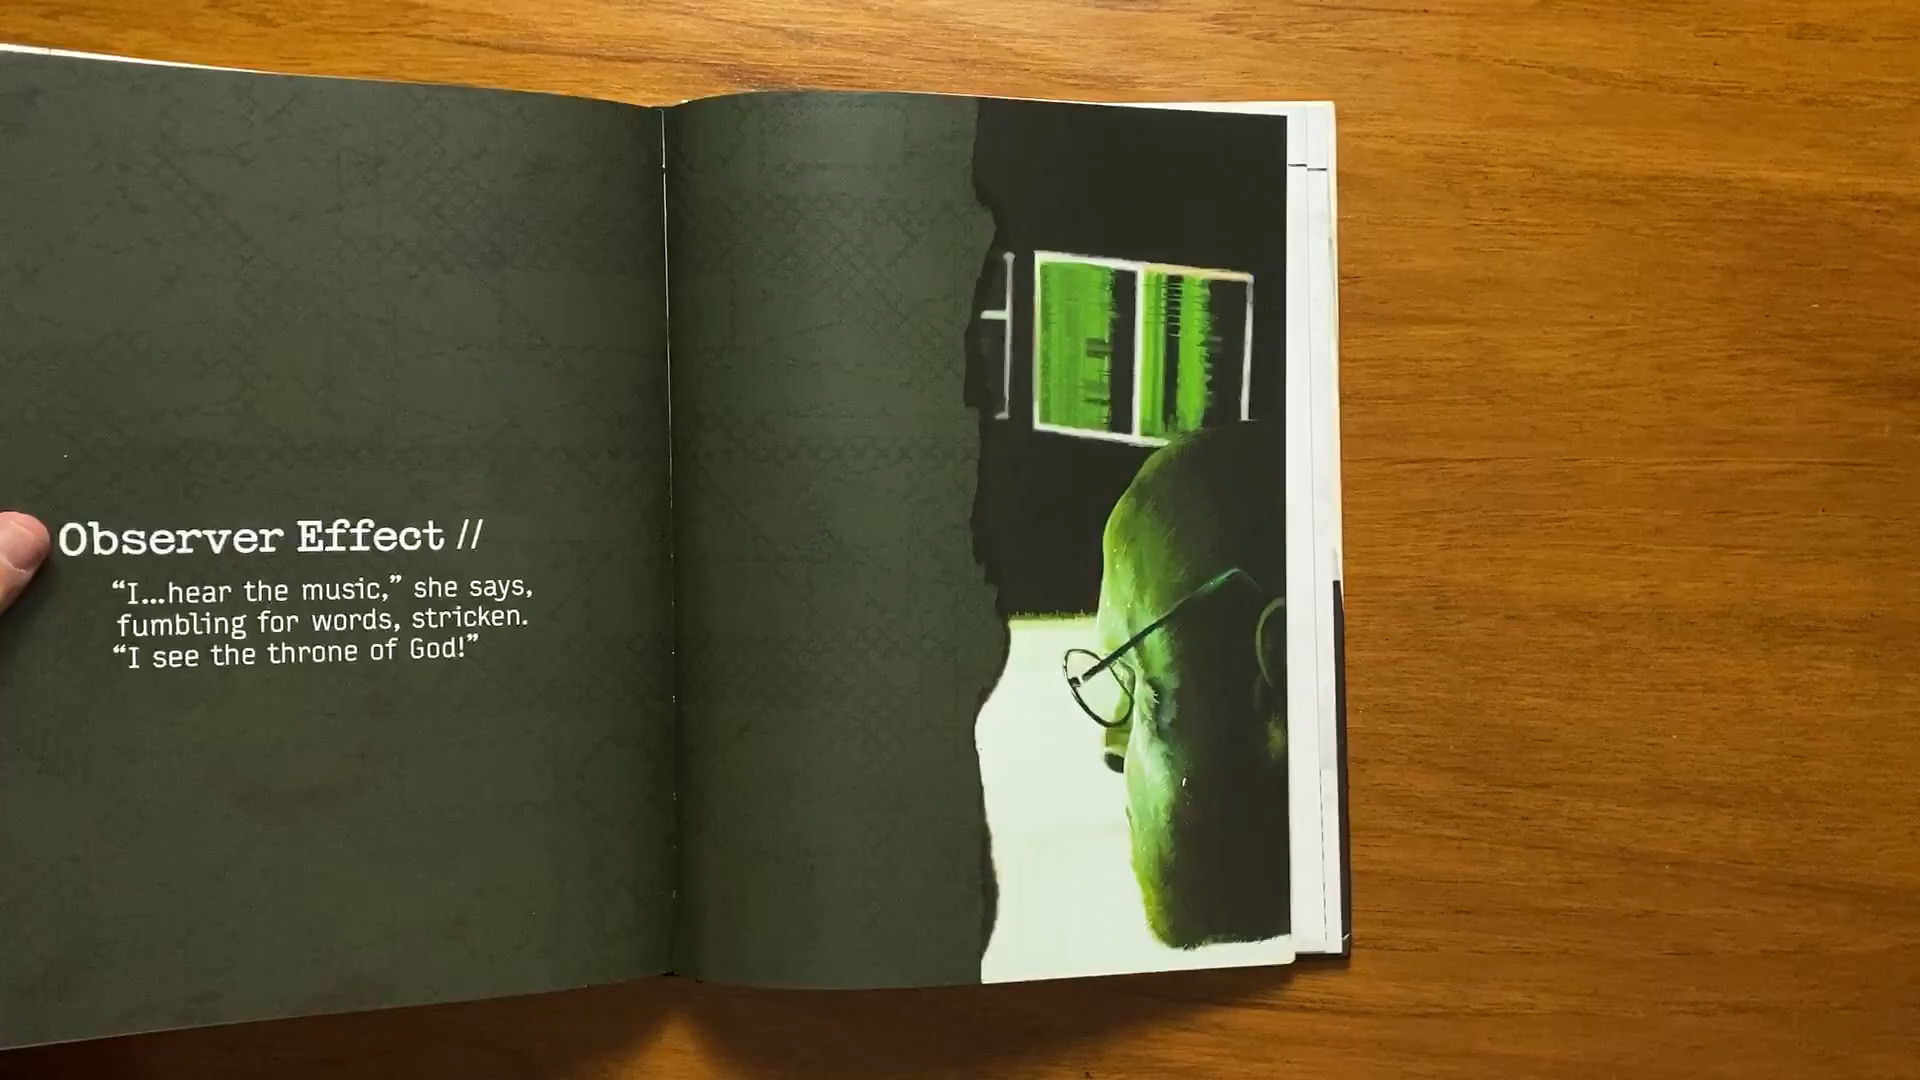 Observer Effect //
“I...hear the music,” she says,
fumbling for words, stricken.
“I see the throne of God!”